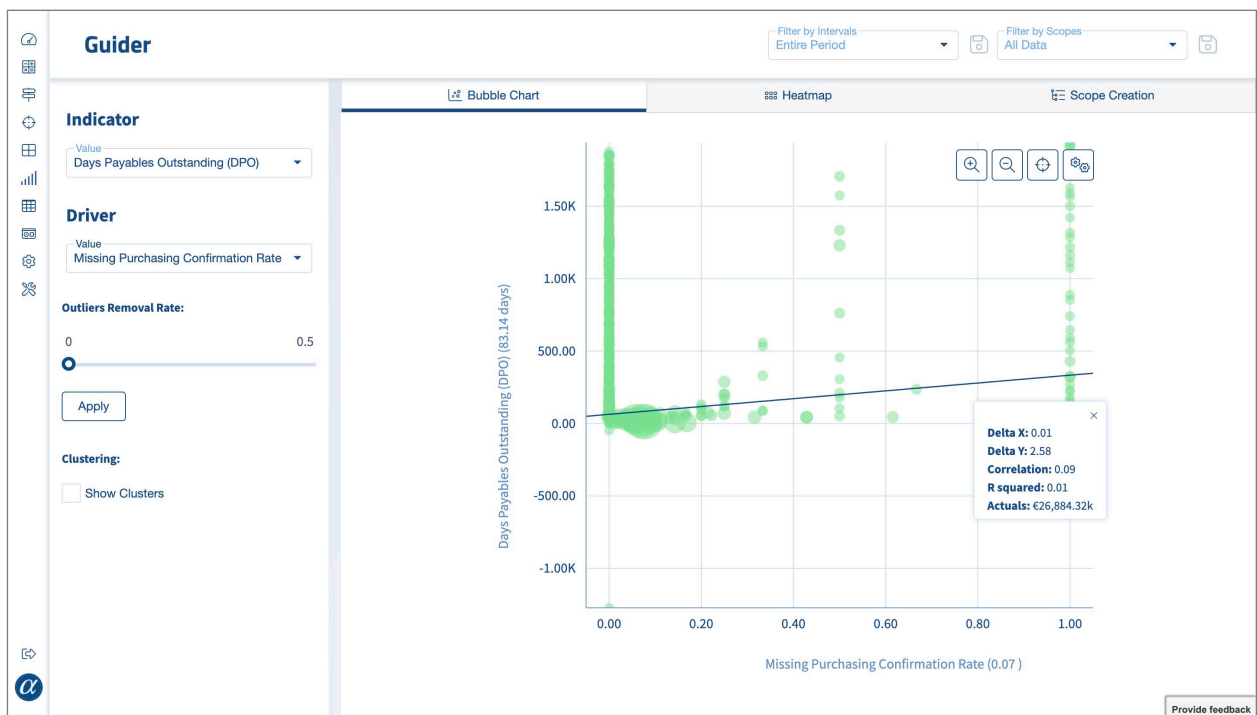 Guider
Filter by Intervals
Entire Period
Filter by Scopes
All Data
Bubble Chart
Heatmap
Scope Creation
Indicator
Value
Days Payables Outstanding (DPO)
Driver
Value
Missing Purchasing Confirmation Rate
Outliers Removal Rate:
0
0.5
Apply
Clustering:
Show Clusters
Days Payables Outstanding (DPO) (83.14 days)
1.50K
1.00K
500.00
0.00
-500.00
-1.00K
×
Delta X: 0.01
Delta Y: 2.58
Correlation: 0.09
R squared: 0.01
Actuals: €26,884.32k
0.00 0.20 0.40 0.60 0.80 1.00
Missing Purchasing Confirmation Rate (0.07 )
α
Provide feedback